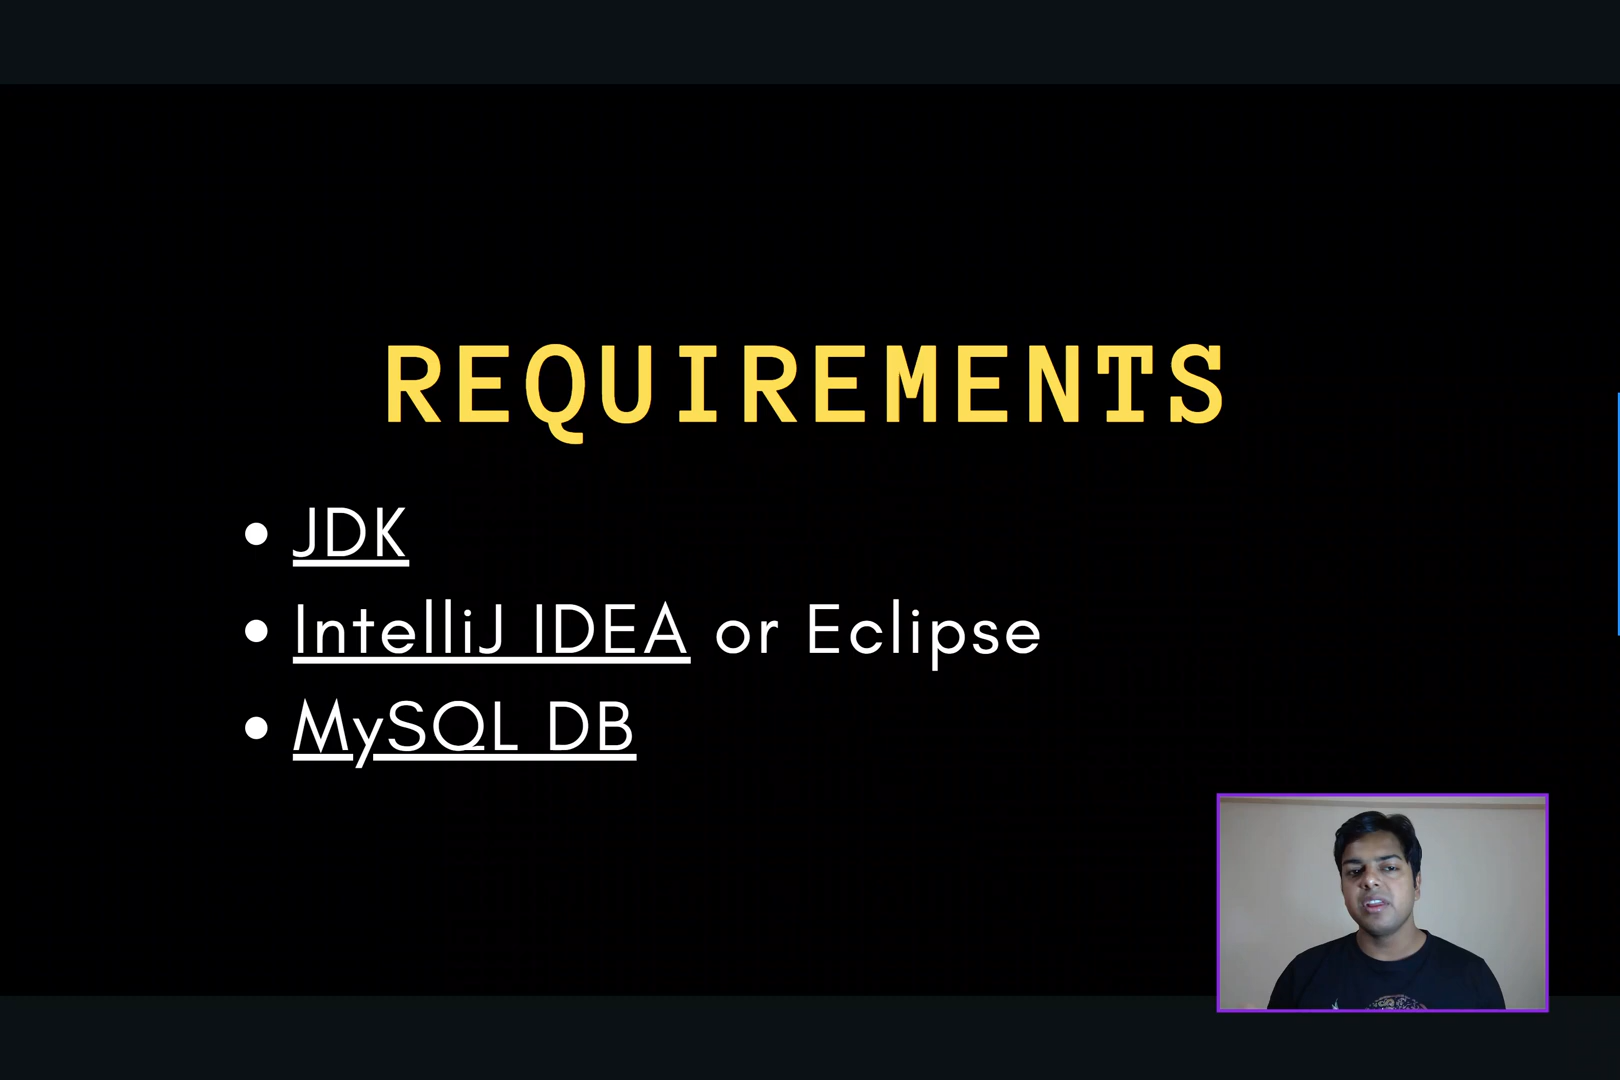 REQUIREMENTS
• JDK
• IntelliJ IDEA or Eclipse
• MySQL DB